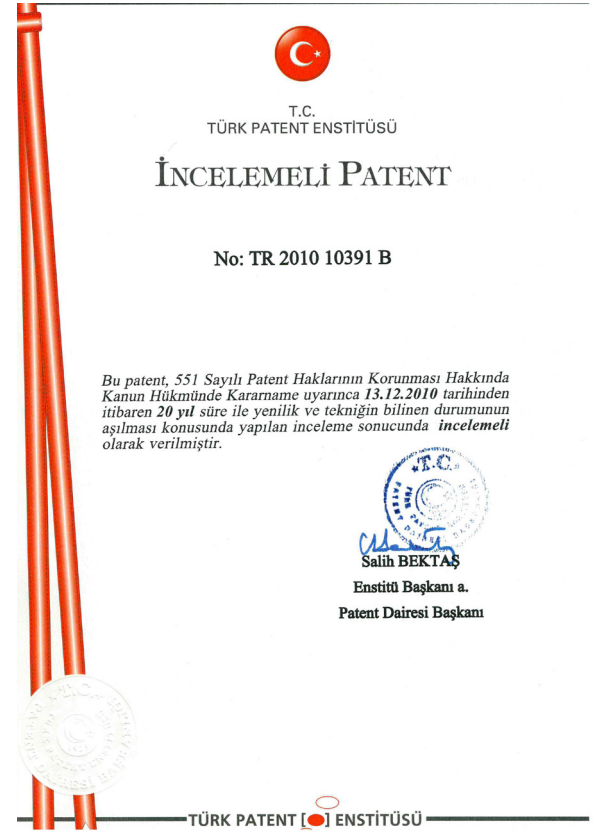 T.C.
TÜRK PATENT ENSTİTÜSÜ
İNCELEMELİ PATENT
No: TR 2010 10391 B
Bu patent, 551 Sayılı Patent Haklarının Korunması Hakkında
Kanun Hükmünde Kararname uyarınca 13.12.2010 tarihinden
itibaren 20 yıl süre ile yenilik ve tekniğin bilinen durumunun
aşılması konusunda yapılan inceleme sonucunda incelemeli
olarak verilmiştir.
T.C.
Salih BEKTAŞ
Enstitü Başkanı a.
Patent Dairesi Başkanı
T.C.
TÜRK PATENT [ ] ENSTİTÜSÜ